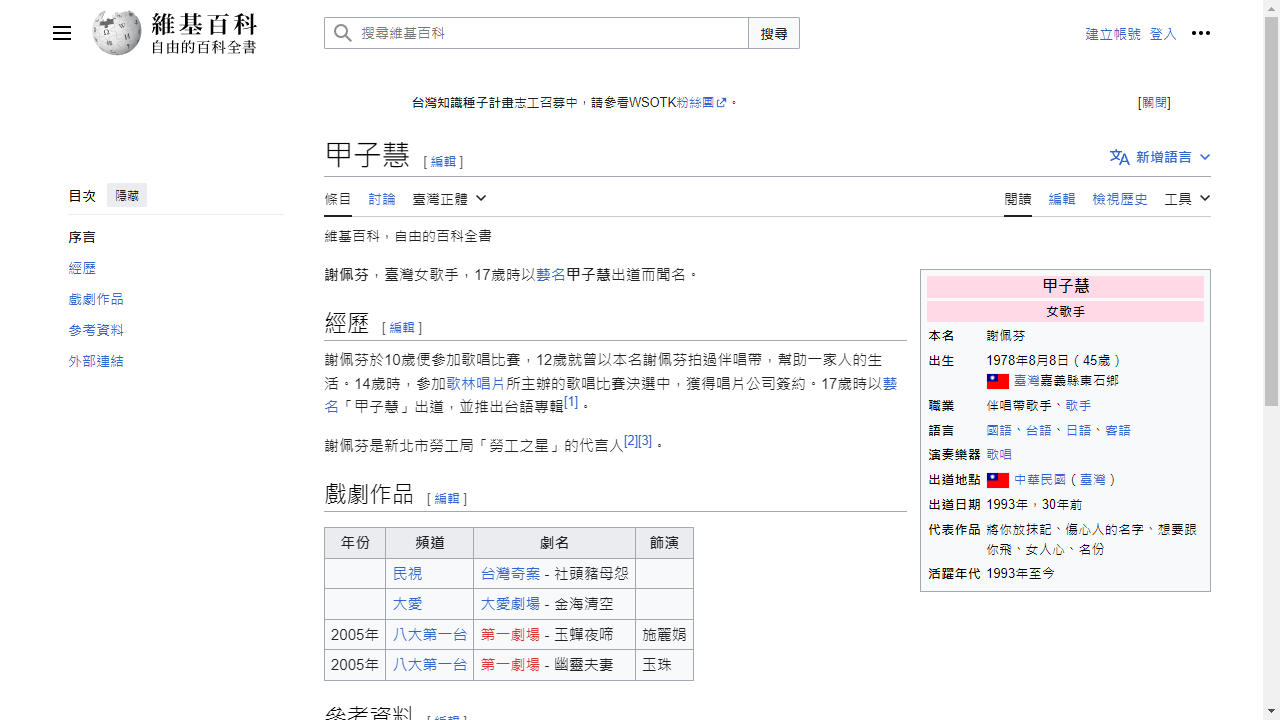 維基百科
自由的百科全書
搜尋維基百科
搜尋
建立帳號 登入
台灣知識種子計畫志工召募中，請參看WSOTK粉絲團。
[關閉]
甲子慧 [編輯]
新增語言
目次 隱藏
序言
經歷
戲劇作品
參考資料
外部連結
條目 討論 臺灣正體
閱讀 編輯 檢視歷史 工具
維基百科，自由的百科全書
謝佩芬，臺灣女歌手，17歲時以藝名甲子慧出道而聞名。
經歷 [編輯]
謝佩芬於10歲便參加歌唱比賽，12歲就曾以本名謝佩芬拍過伴唱帶，幫助一家人的生
活。14歲時，參加歌林唱片所主辦的歌唱比賽決選中，獲得唱片公司簽約。17歲時以藝
名「甲子慧」出道，並推出台語專輯[1]。
謝佩芬是新北市勞工局「勞工之星」的代言人[2][3]。
戲劇作品 [編輯]
年份 頻道 劇名 飾演
民視 台灣奇案 - 社頭豬母怨
大愛 大愛劇場 - 金海清空
2005年 八大第一台 第一劇場 - 玉蟬夜啼 施麗娟
2005年 八大第一台 第一劇場 - 幽靈夫妻 玉珠
參考資料 [編輯]
甲子慧
女歌手
本名 謝佩芬
出生 1978年8月8日（45歲）
臺灣嘉義縣東石鄉
職業 伴唱帶歌手、歌手
語言 國語、台語、日語、客語
演奏樂器 歌唱
出道地點 中華民國（臺灣）
出道日期 1993年，30年前
代表作品 將你放抹記、傷心人的名字、想要跟
你飛、女人心、名份
活躍年代 1993年至今